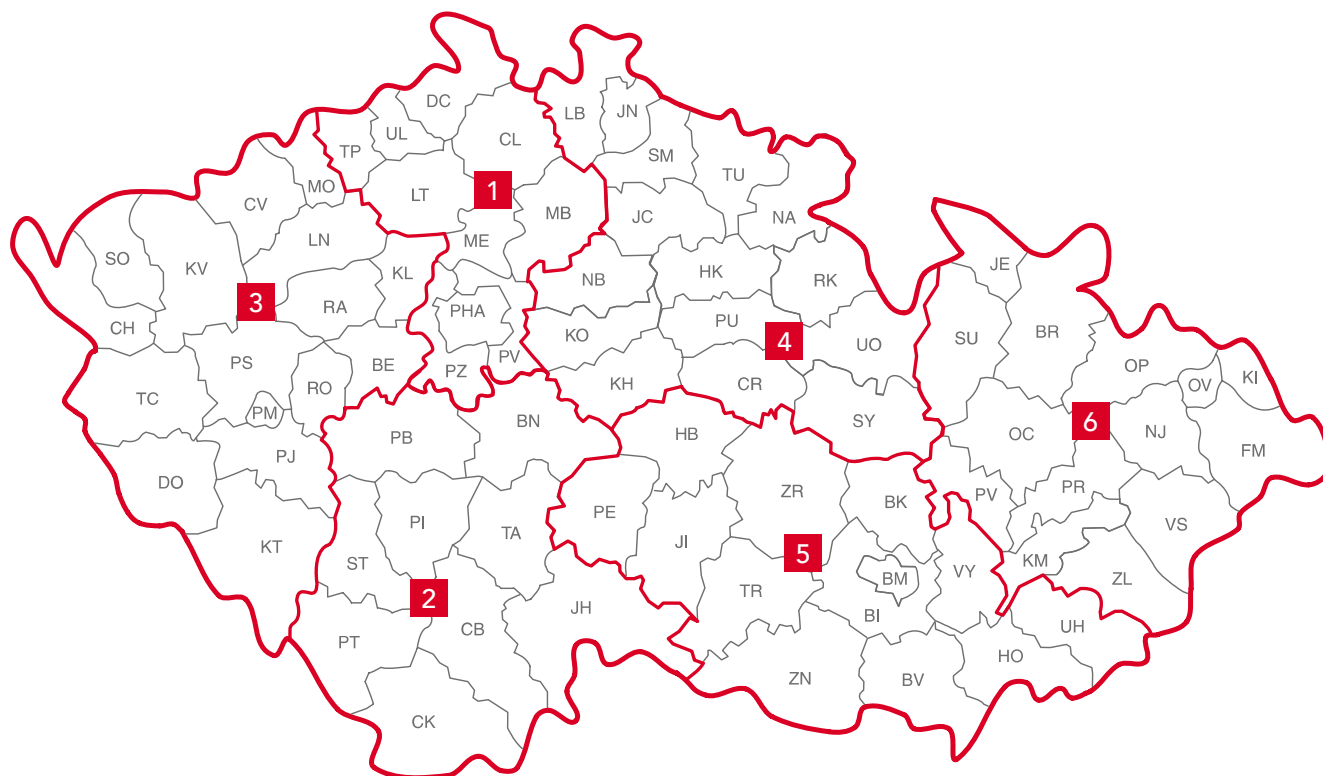 DC
LB
JN
UL
CL
TP
SM
MO
TU
CV
LT
1
MB
JC
NA
LN
ME
SO
KV
KL
NB
HK
RK
JE
3
RA
PHA
CH
KO
PU
4
UO
SU
BR
PS
BE
PZ
PV
OP
KI
OV
TC
RO
KH
CR
PM
BN
PB
HB
SY
OC
6
NJ
FM
PJ
DO
ZR
PV
PR
PI
TA
PE
BK
VS
KT
JI
5
ST
BM
VY
KM
ZL
2
JH
TR
BI
PT
CB
UH
HO
ZN
BV
CK